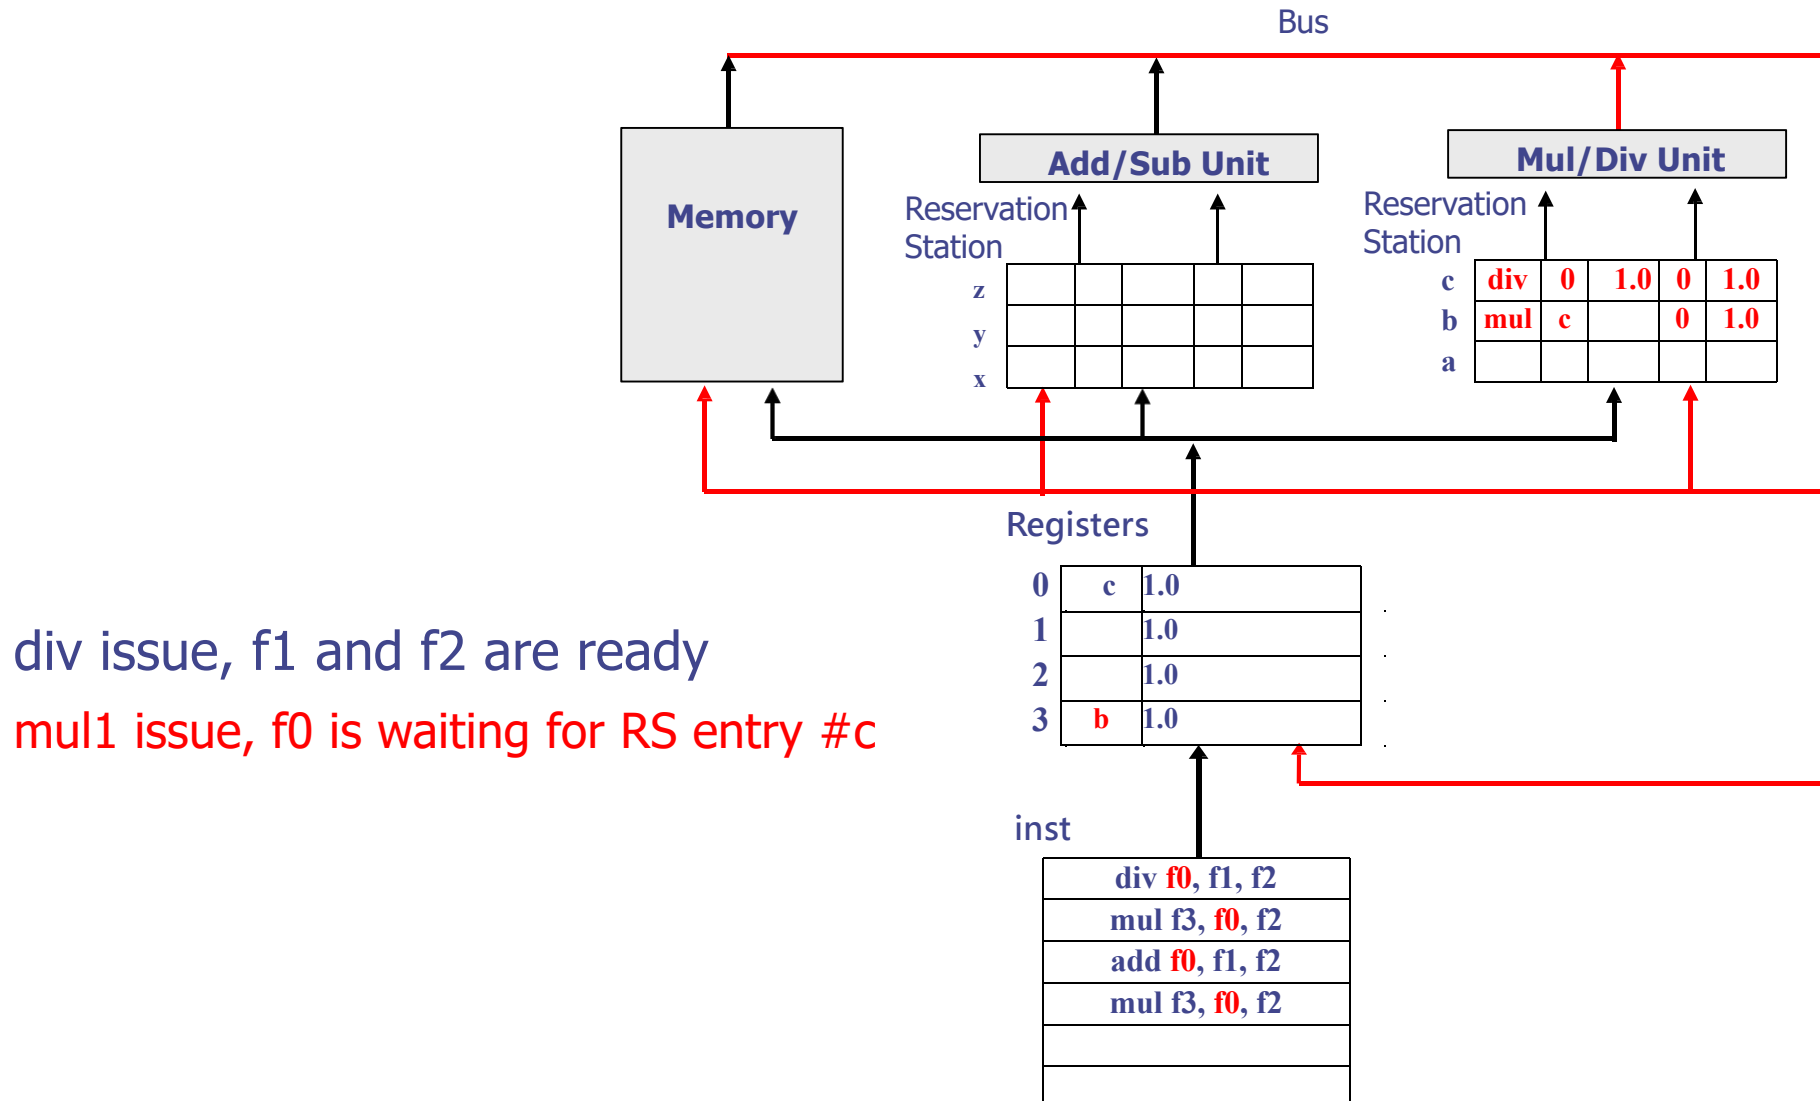 Bus
Memory
Add/Sub Unit
Mul/Div Unit
Reservation
Station
Reservation
Station
z
y
x
c div 0 1.0 0 1.0
b mul c 0 1.0
a
Registers
0 c 1.0
1 1.0
2 1.0
3 b 1.0
div issue, f1 and f2 are ready
mul1 issue, f0 is waiting for RS entry #c
inst
div f0, f1, f2
mul f3, f0, f2
add f0, f1, f2
mul f3, f0, f2